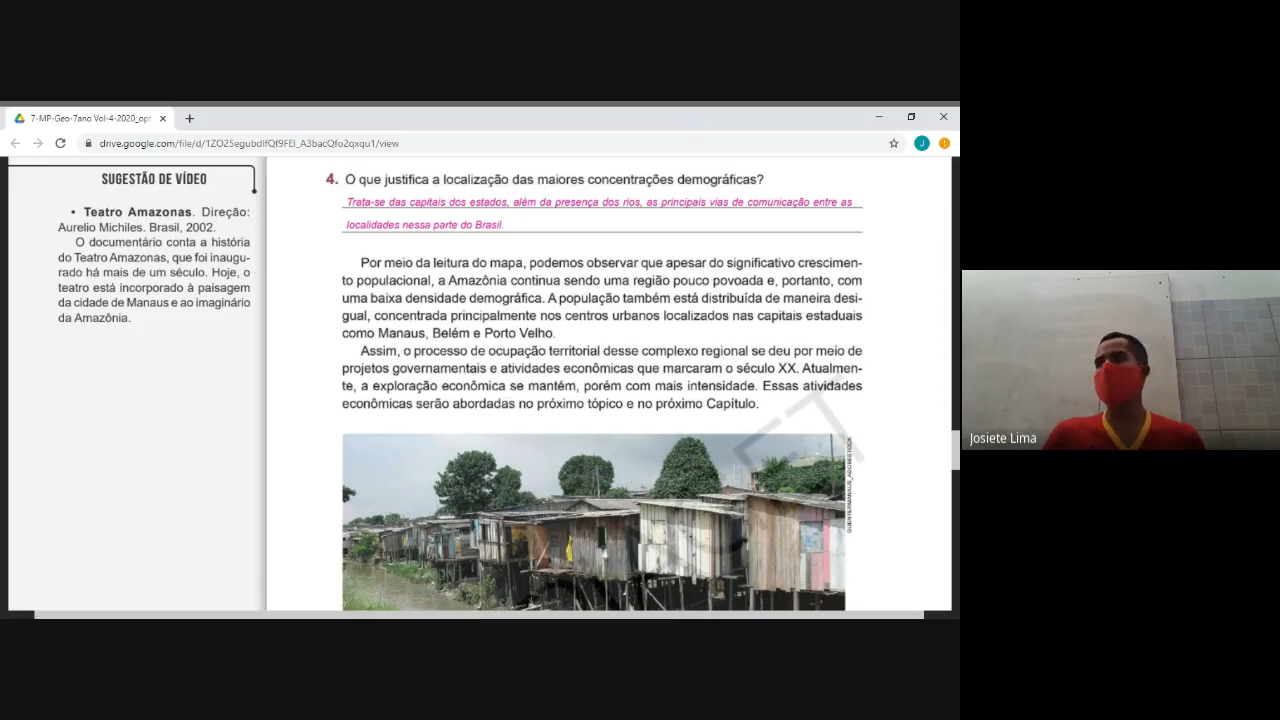 7-MP-Geo-7ano Vol-4-2020_opt
drive.google.com/file/d/1ZO25egubdIfQf9FEl_A3bacQfo2qxqu1/view
J
SUGESTÃO DE VÍDEO
• Teatro Amazonas. Direção:
Aurelio Michiles. Brasil, 2002.
O documentário conta a história
do Teatro Amazonas, que foi inaugu-
rado há mais de um século. Hoje, o
teatro está incorporado à paisagem
da cidade de Manaus e ao imaginário
da Amazônia.
4. O que justifica a localização das maiores concentrações demográficas?
Trata-se das capitais dos estados, além da presença dos rios, as principais vias de comunicação entre as
localidades nessa parte do Brasil.
Por meio da leitura do mapa, podemos observar que apesar do significativo crescimen-
to populacional, a Amazônia continua sendo uma região pouco povoada e, portanto, com
uma baixa densidade demográfica. A população também está distribuída de maneira desi-
gual, concentrada principalmente nos centros urbanos localizados nas capitais estaduais
como Manaus, Belém e Porto Velho.
Assim, o processo de ocupação territorial desse complexo regional se deu por meio de
projetos governamentais e atividades econômicas que marcaram o século XX. Atualmen-
te, a exploração econômica se mantém, porém com mais intensidade. Essas atividades
econômicas serão abordadas no próximo tópico e no próximo Capítulo.
Josiete Lima